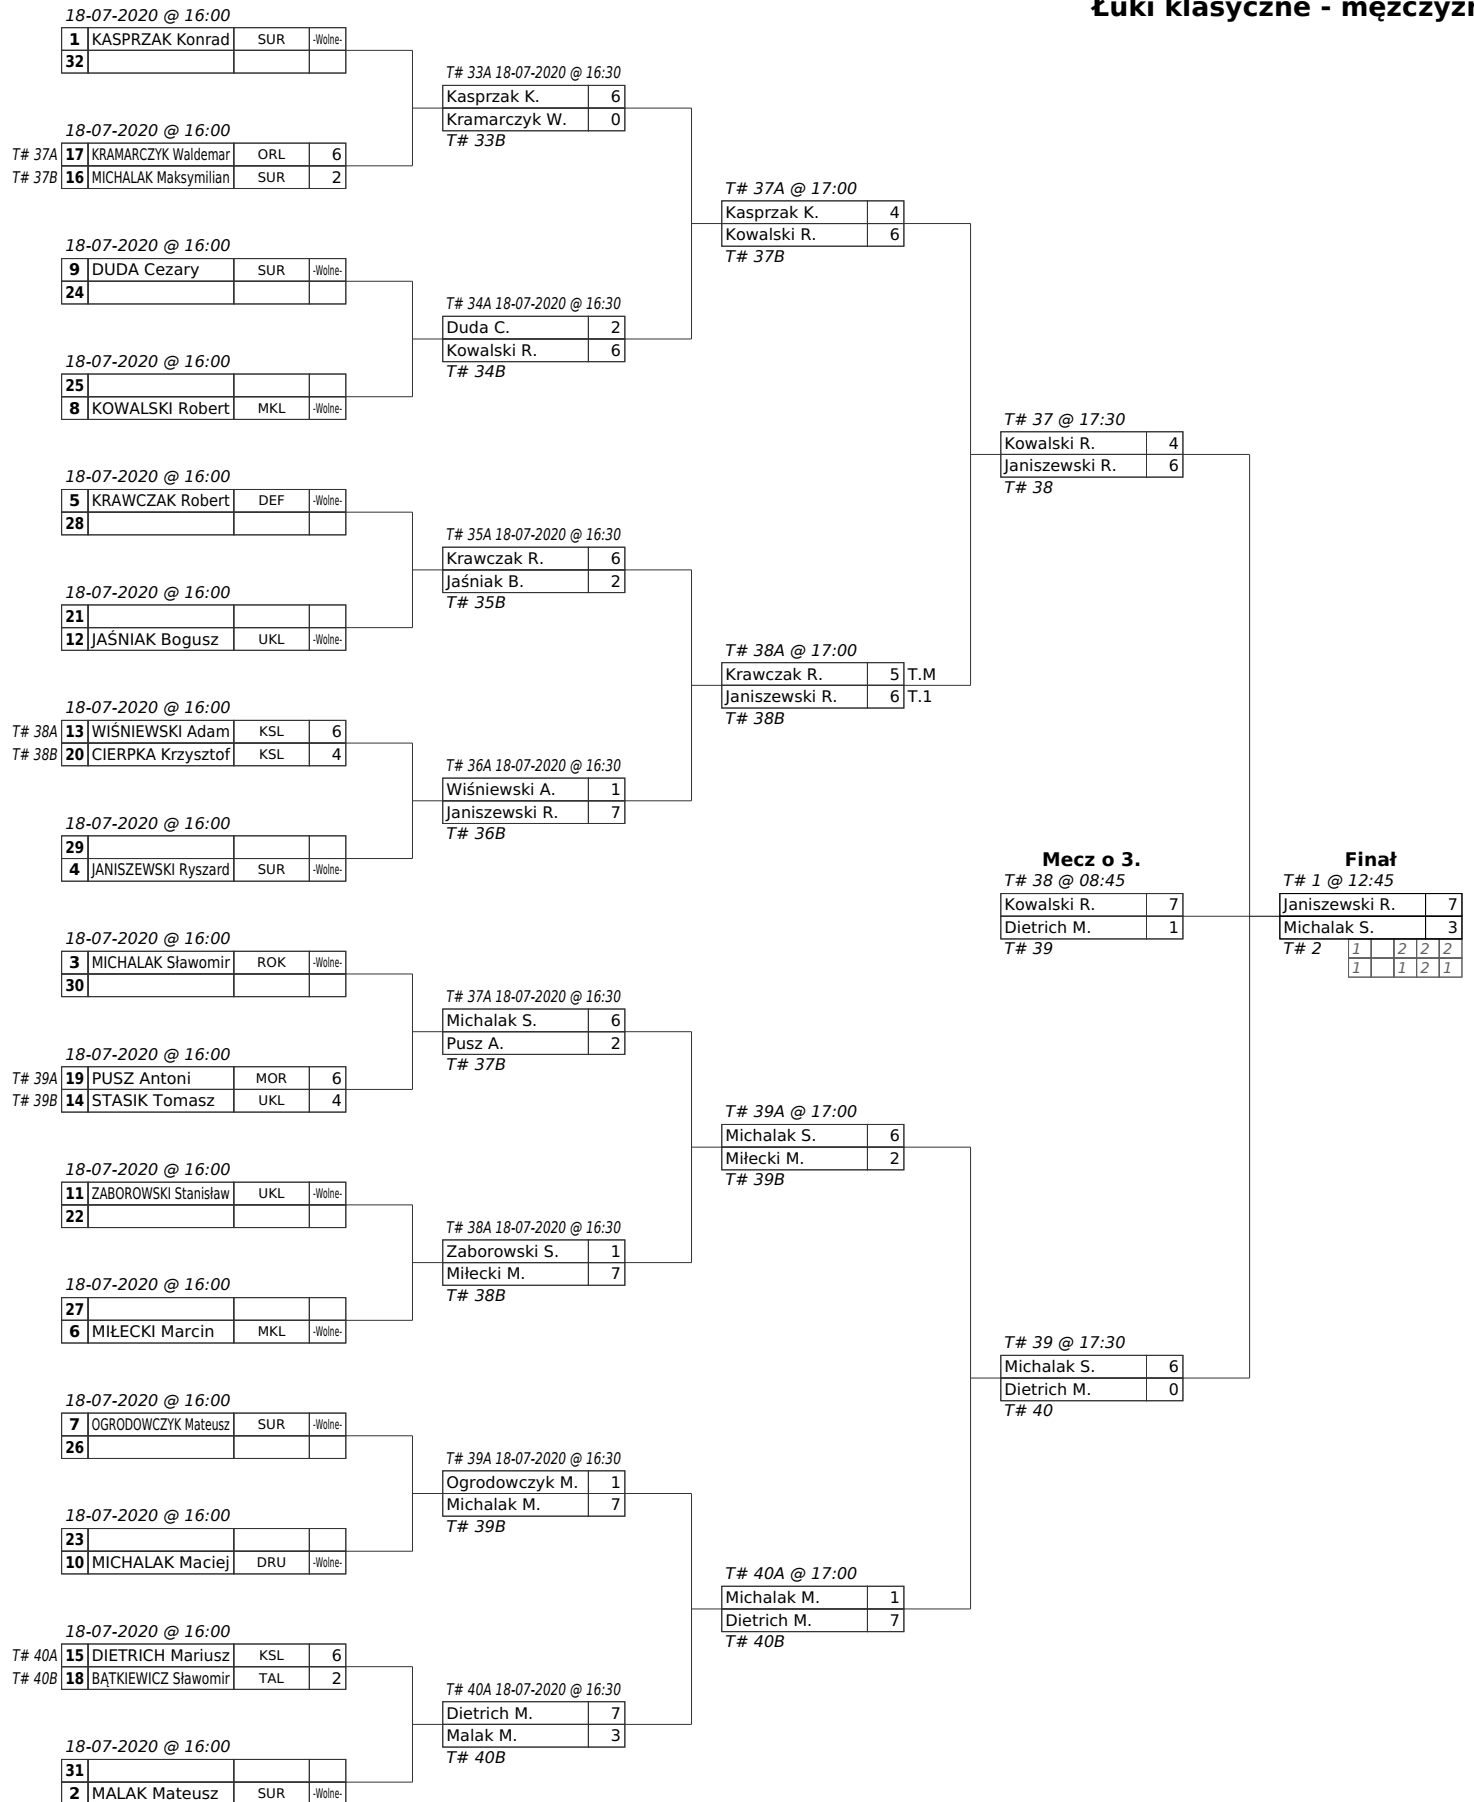 Łuki klasyczne - mężczyźn
18-07-2020 @ 16:00
1 KASPRZAK Konrad SUR -Wolne-
32
18-07-2020 @ 16:00
T# 37A 17 KRAMARCZYK Waldemar ORL 6
T# 37B 16 MICHALAK Maksymilian SUR 2
18-07-2020 @ 16:00
9 DUDA Cezary SUR -Wolne-
24
18-07-2020 @ 16:00
25
8 KOWALSKI Robert MKL -Wolne-
18-07-2020 @ 16:00
5 KRAWCZAK Robert DEF -Wolne-
28
18-07-2020 @ 16:00
21
12 JAŚNIAK Bogusz UKL -Wolne-
18-07-2020 @ 16:00
T# 38A 13 WIŚNIEWSKI Adam KSL 6
T# 38B 20 CIERPKA Krzysztof KSL 4
18-07-2020 @ 16:00
29
4 JANISZEWSKI Ryszard SUR -Wolne-
18-07-2020 @ 16:00
3 MICHALAK Sławomir ROK -Wolne-
30
18-07-2020 @ 16:00
T# 39A 19 PUSZ Antoni MOR 6
T# 39B 14 STASIK Tomasz UKL 4
18-07-2020 @ 16:00
11 ZABOROWSKI Stanisław UKL -Wolne-
22
18-07-2020 @ 16:00
27
6 MIŁECKI Marcin MKL -Wolne-
18-07-2020 @ 16:00
7 OGRODOWCZYK Mateusz SUR -Wolne-
26
18-07-2020 @ 16:00
23
10 MICHALAK Maciej DRU -Wolne-
18-07-2020 @ 16:00
T# 40A 15 DIETRICH Mariusz KSL 6
T# 40B 18 BĄTKIEWICZ Sławomir TAL 2
18-07-2020 @ 16:00
31
2 MALAK Mateusz SUR -Wolne-
T# 33A 18-07-2020 @ 16:30
Kasprzak K. 6
Kramarczyk W. 0
T# 33B
T# 34A 18-07-2020 @ 16:30
Duda C. 2
Kowalski R. 6
T# 34B
T# 35A 18-07-2020 @ 16:30
Krawczak R. 6
Jaśniak B. 2
T# 35B
T# 36A 18-07-2020 @ 16:30
Wiśniewski A. 1
Janiszewski R. 7
T# 36B
T# 37A 18-07-2020 @ 16:30
Michalak S. 6
Pusz A. 2
T# 37B
T# 38A 18-07-2020 @ 16:30
Zaborowski S. 1
Miłecki M. 7
T# 38B
T# 39A 18-07-2020 @ 16:30
Ogrodowczyk M. 1
Michalak M. 7
T# 39B
T# 40A 18-07-2020 @ 16:30
Dietrich M. 7
Malak M. 3
T# 40B
T# 37A @ 17:00
Kasprzak K. 4
Kowalski R. 6
T# 37B
T# 38A @ 17:00
Krawczak R. 5 T.M
Janiszewski R. 6 T.1
T# 38B
T# 39A @ 17:00
Michalak S. 6
Miłecki M. 2
T# 39B
T# 40A @ 17:00
Michalak M. 1
Dietrich M. 7
T# 40B
T# 37 @ 17:30
Kowalski R. 4
Janiszewski R. 6
T# 38
Mecz o 3.
T# 38 @ 08:45
Kowalski R. 7
Dietrich M. 1
T# 39
T# 39 @ 17:30
Michalak S. 6
Dietrich M. 0
T# 40
Finał
T# 1 @ 12:45
Janiszewski R. 7
Michalak S. 3
T# 2 1 2 2 2
1 1 2 1